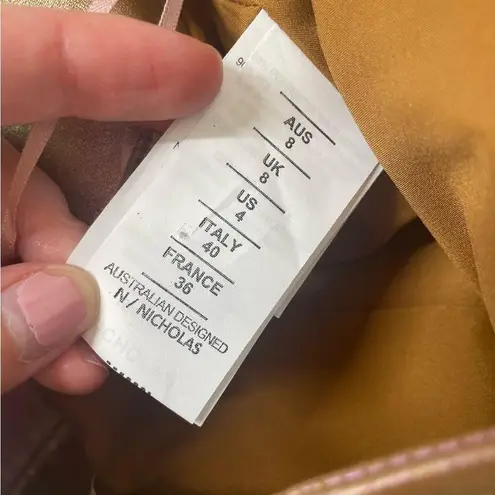 AUS
8
UK
8
US
4
ITALY
40
FRANCE
36
AUSTRALIAN DESIGNED
N / NICHOLAS